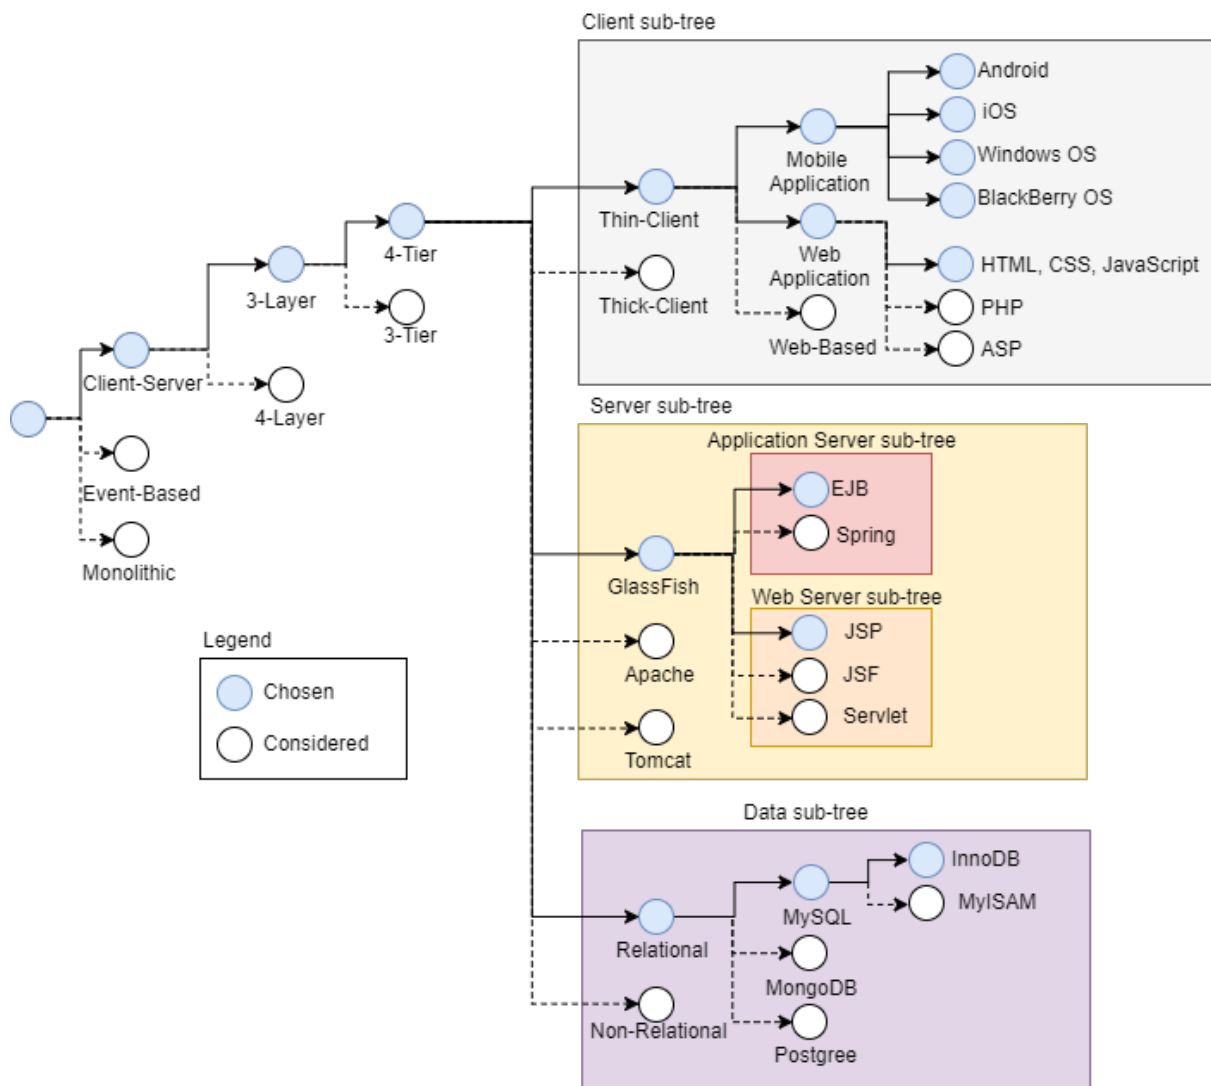 Client sub-tree
Android
iOS
Mobile
Application
Windows OS
BlackBerry OS
Thin-Client
4-Tier
Web
Application
HTML, CSS, JavaScript
3-Layer
Thick-Client
PHP
3-Tier
Web-Based
ASP
Client-Server
4-Layer
Event-Based
Monolithic
Server sub-tree
Application Server sub-tree
EJB
Spring
GlassFish
Web Server sub-tree
JSP
JSF
Servlet
Apache
Tomcat
Legend
Chosen
Considered
Data sub-tree
InnoDB
MyISAM
MySQL
Relational
MongoDB
Non-Relational
Postgree